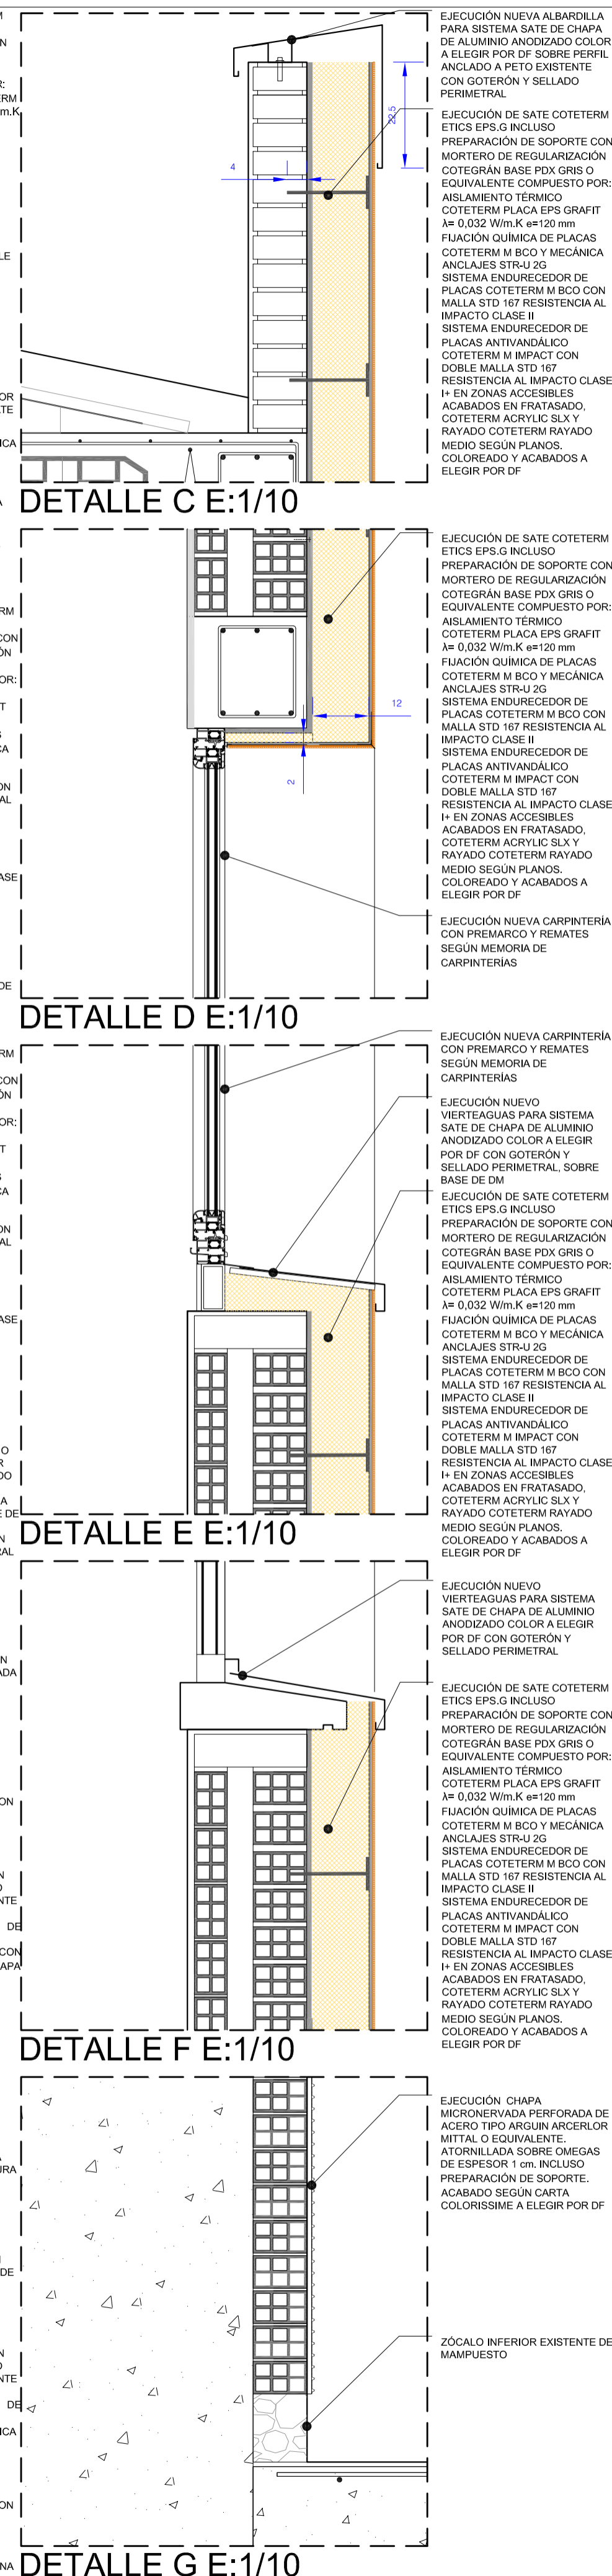 EJECUCIÓN NUEVA ALBARDILLA
PARA SISTEMA SATE DE CHAPA
DE ALUMINIO ANODIZADO COLOR
A ELEGIR POR DF SOBRE PERFIL
ANCLADO A PETO EXISTENTE
CON GOTERÓN Y SELLADO
PERIMETRAL
EJECUCIÓN DE SATE COTETERM
ETICS EPS.G INCLUSO
PREPARACIÓN DE SOPORTE CON
MORTERO DE REGULARIZACIÓN
COTEGRÁN BASE PDX GRIS O
EQUIVALENTE COMPUESTO POR:
AISLAMIENTO TÉRMICO
COTETERM PLACA EPS GRAFIT
λ= 0,032 W/m.K e=120 mm
FIJACIÓN QUÍMICA DE PLACAS
COTETERM M BCO Y MECÁNICA
ANCLAJES STR-U 2G
SISTEMA ENDURECEDOR DE
PLACAS COTETERM M BCO CON
MALLA STD 167 RESISTENCIA AL
IMPACTO CLASE II
SISTEMA ENDURECEDOR DE
PLACAS ANTIVANDÁLICO
COTETERM M IMPACT CON
DOBLE MALLA STD 167
RESISTENCIA AL IMPACTO CLASE
I+ EN ZONAS ACCESIBLES
ACABADOS EN FRATASADO,
COTETERM ACRYLIC SLX Y
RAYADO COTETERM RAYADO
MEDIO SEGÚN PLANOS.
COLOREADO Y ACABADOS A
ELEGIR POR DF
22,5
4
DETALLE C E:1/10
EJECUCIÓN DE SATE COTETERM
ETICS EPS.G INCLUSO
PREPARACIÓN DE SOPORTE CON
MORTERO DE REGULARIZACIÓN
COTEGRÁN BASE PDX GRIS O
EQUIVALENTE COMPUESTO POR:
AISLAMIENTO TÉRMICO
COTETERM PLACA EPS GRAFIT
λ= 0,032 W/m.K e=120 mm
FIJACIÓN QUÍMICA DE PLACAS
COTETERM M BCO Y MECÁNICA
ANCLAJES STR-U 2G
SISTEMA ENDURECEDOR DE
PLACAS COTETERM M BCO CON
MALLA STD 167 RESISTENCIA AL
IMPACTO CLASE II
SISTEMA ENDURECEDOR DE
PLACAS ANTIVANDÁLICO
COTETERM M IMPACT CON
DOBLE MALLA STD 167
RESISTENCIA AL IMPACTO CLASE
I+ EN ZONAS ACCESIBLES
ACABADOS EN FRATASADO,
COTETERM ACRYLIC SLX Y
RAYADO COTETERM RAYADO
MEDIO SEGÚN PLANOS.
COLOREADO Y ACABADOS A
ELEGIR POR DF
12
2
EJECUCIÓN NUEVA CARPINTERÍA
CON PREMARCO Y REMATES
SEGÚN MEMORIA DE
CARPINTERÍAS
DETALLE D E:1/10
EJECUCIÓN NUEVA CARPINTERÍA
CON PREMARCO Y REMATES
SEGÚN MEMORIA DE
CARPINTERÍAS
EJECUCIÓN NUEVO
VIERTEAGUAS PARA SISTEMA
SATE DE CHAPA DE ALUMINIO
ANODIZADO COLOR A ELEGIR
POR DF CON GOTERÓN Y
SELLADO PERIMETRAL, SOBRE
BASE DE DM
EJECUCIÓN DE SATE COTETERM
ETICS EPS.G INCLUSO
PREPARACIÓN DE SOPORTE CON
MORTERO DE REGULARIZACIÓN
COTEGRÁN BASE PDX GRIS O
EQUIVALENTE COMPUESTO POR:
AISLAMIENTO TÉRMICO
COTETERM PLACA EPS GRAFIT
λ= 0,032 W/m.K e=120 mm
FIJACIÓN QUÍMICA DE PLACAS
COTETERM M BCO Y MECÁNICA
ANCLAJES STR-U 2G
SISTEMA ENDURECEDOR DE
PLACAS COTETERM M BCO CON
MALLA STD 167 RESISTENCIA AL
IMPACTO CLASE II
SISTEMA ENDURECEDOR DE
PLACAS ANTIVANDÁLICO
COTETERM M IMPACT CON
DOBLE MALLA STD 167
RESISTENCIA AL IMPACTO CLASE
I+ EN ZONAS ACCESIBLES
ACABADOS EN FRATASADO,
COTETERM ACRYLIC SLX Y
RAYADO COTETERM RAYADO
MEDIO SEGÚN PLANOS.
COLOREADO Y ACABADOS A
ELEGIR POR DF
DETALLE E E:1/10
EJECUCIÓN NUEVO
VIERTEAGUAS PARA SISTEMA
SATE DE CHAPA DE ALUMINIO
ANODIZADO COLOR A ELEGIR
POR DF CON GOTERÓN Y
SELLADO PERIMETRAL
EJECUCIÓN DE SATE COTETERM
ETICS EPS.G INCLUSO
PREPARACIÓN DE SOPORTE CON
MORTERO DE REGULARIZACIÓN
COTEGRÁN BASE PDX GRIS O
EQUIVALENTE COMPUESTO POR:
AISLAMIENTO TÉRMICO
COTETERM PLACA EPS GRAFIT
λ= 0,032 W/m.K e=120 mm
FIJACIÓN QUÍMICA DE PLACAS
COTETERM M BCO Y MECÁNICA
ANCLAJES STR-U 2G
SISTEMA ENDURECEDOR DE
PLACAS COTETERM M BCO CON
MALLA STD 167 RESISTENCIA AL
IMPACTO CLASE II
SISTEMA ENDURECEDOR DE
PLACAS ANTIVANDÁLICO
COTETERM M IMPACT CON
DOBLE MALLA STD 167
RESISTENCIA AL IMPACTO CLASE
I+ EN ZONAS ACCESIBLES
ACABADOS EN FRATASADO,
COTETERM ACRYLIC SLX Y
RAYADO COTETERM RAYADO
MEDIO SEGÚN PLANOS.
COLOREADO Y ACABADOS A
ELEGIR POR DF
DETALLE F E:1/10
EJECUCIÓN CHAPA
MICRONERVADA PERFORADA DE
ACERO TIPO ARGUIN ARCERLOR
MITTAL O EQUIVALENTE.
ATORNILLADA SOBRE OMEGAS
DE ESPESOR 1 cm. INCLUSO
PREPARACIÓN DE SOPORTE.
ACABADO SEGÚN CARTA
COLORISSIME A ELEGIR POR DF
ZÓCALO INFERIOR EXISTENTE DE
MAMPUESTO
DETALLE G E:1/10